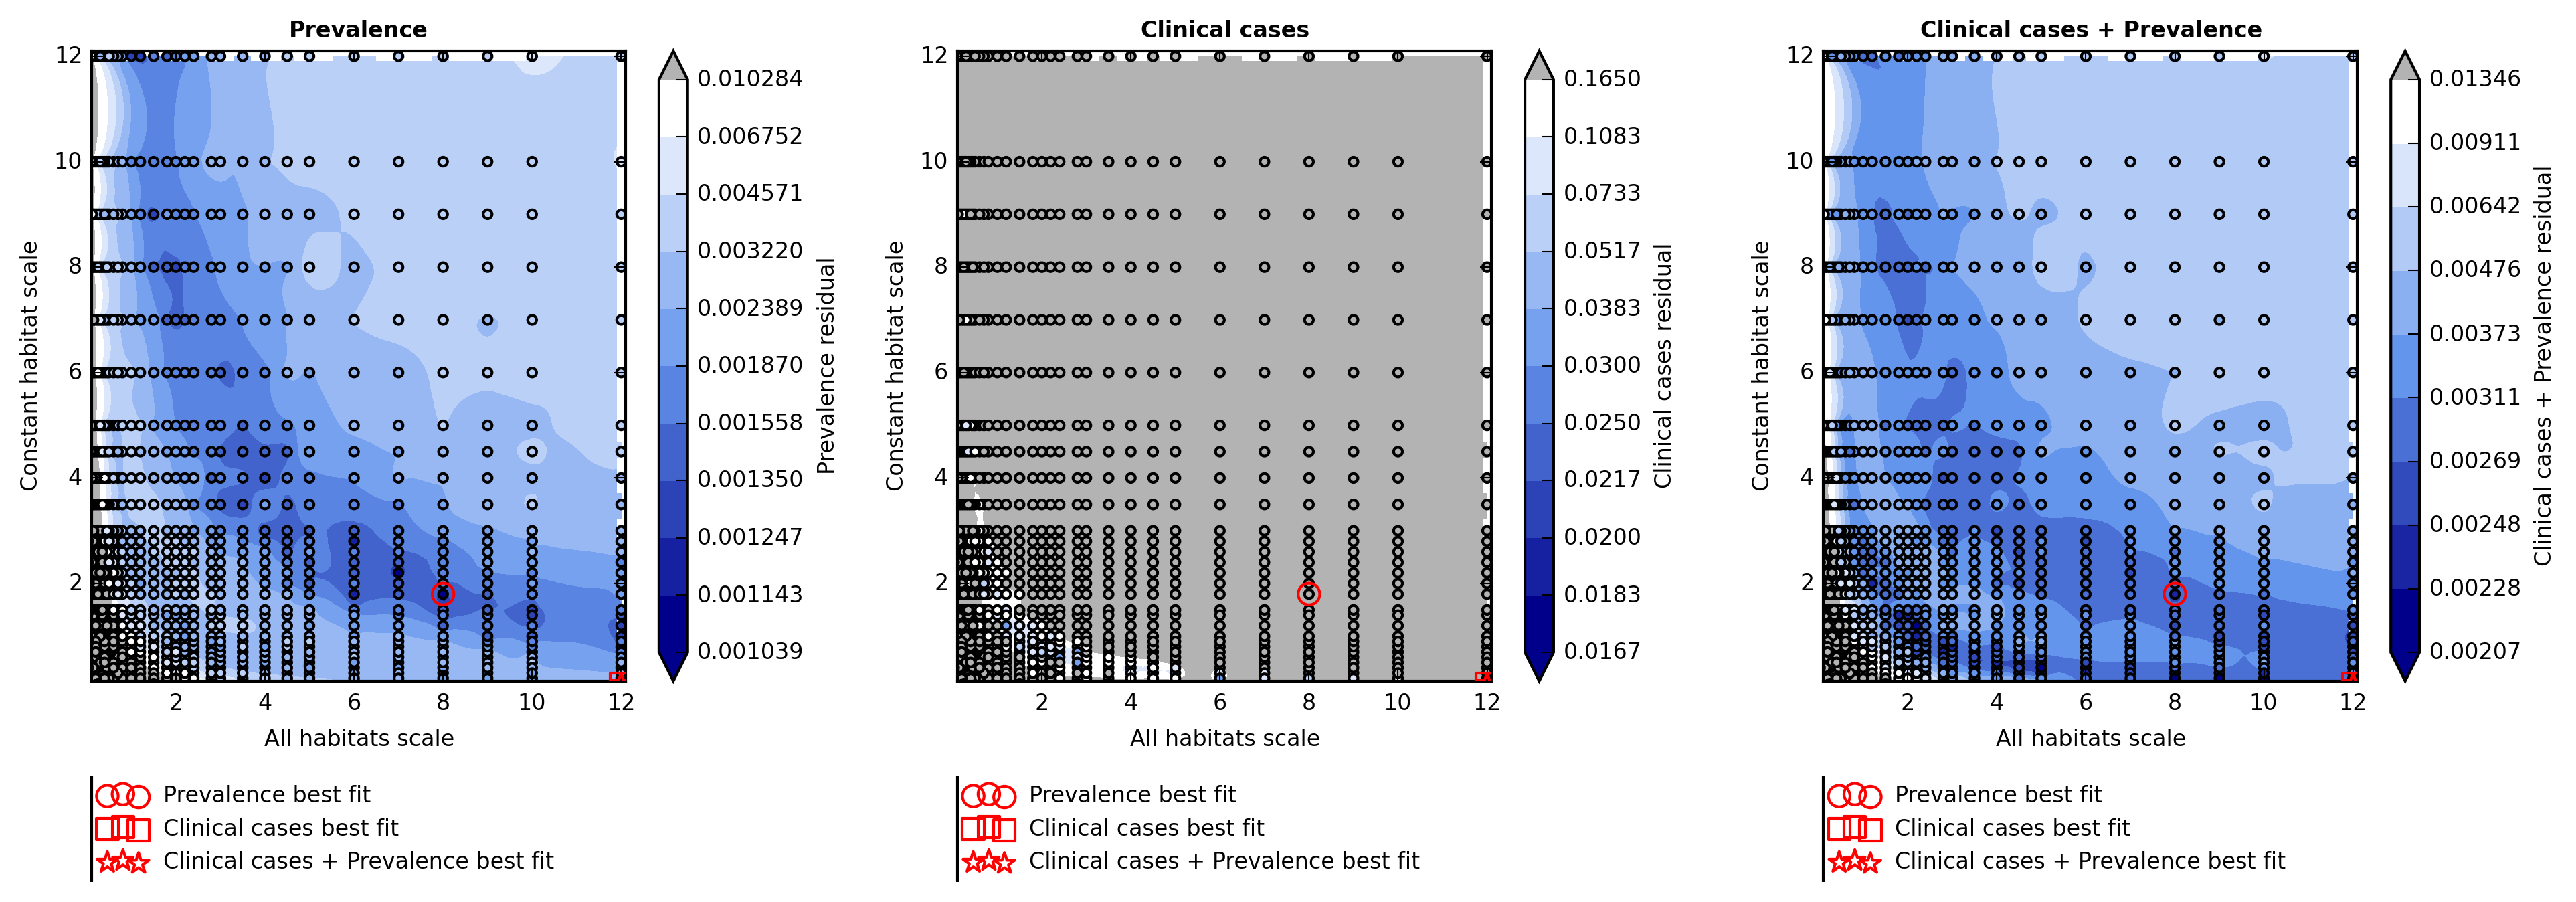 Prevalence
12
10
8
6
4
2
Constant habitat scale
2 4 6 8 10 12
All habitats scale
0.010284
0.006752
0.004571
0.003220
0.002389
0.001870
0.001558
0.001350
0.001247
0.001143
0.001039
Prevalence residual
Prevalence best fit
Clinical cases best fit
Clinical cases + Prevalence best fit
Clinical cases
12
10
8
6
4
2
Constant habitat scale
2 4 6 8 10 12
All habitats scale
0.1650
0.1083
0.0733
0.0517
0.0383
0.0300
0.0250
0.0217
0.0200
0.0183
0.0167
Clinical cases residual
Prevalence best fit
Clinical cases best fit
Clinical cases + Prevalence best fit
Clinical cases + Prevalence
12
10
8
6
4
2
Constant habitat scale
2 4 6 8 10 12
All habitats scale
0.01346
0.00911
0.00642
0.00476
0.00373
0.00311
0.00269
0.00248
0.00228
0.00207
Clinical cases + Prevalence residual
Prevalence best fit
Clinical cases best fit
Clinical cases + Prevalence best fit